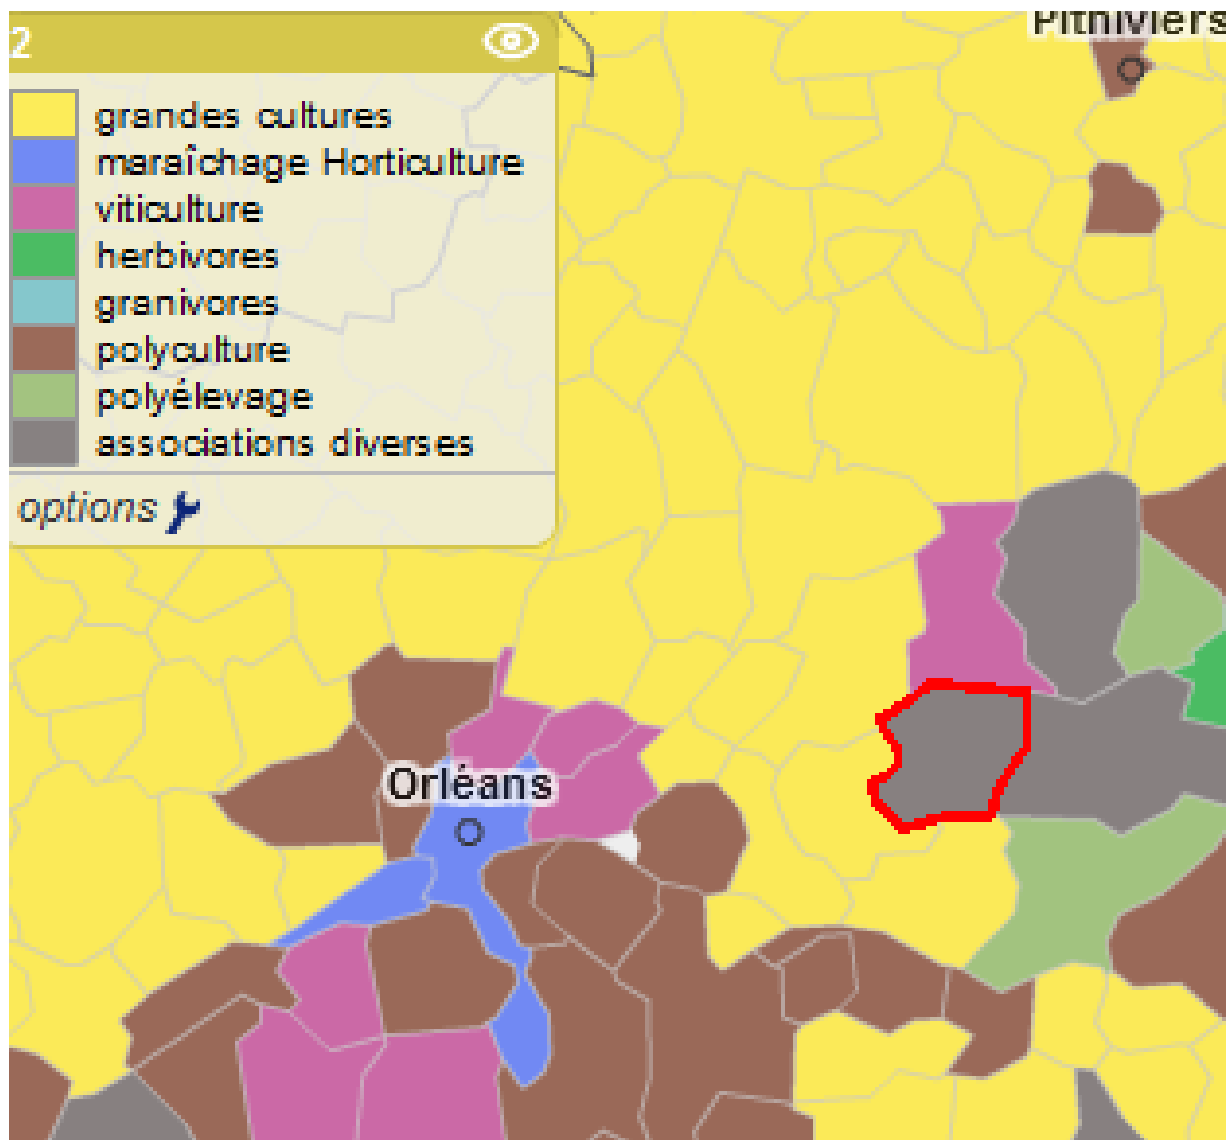 2
Pithiviers
grandes cultures
maraîchage Horticulture
viticulture
herbivores
granivores
polyculture
polyélevage
associations diverses
options
Orléans